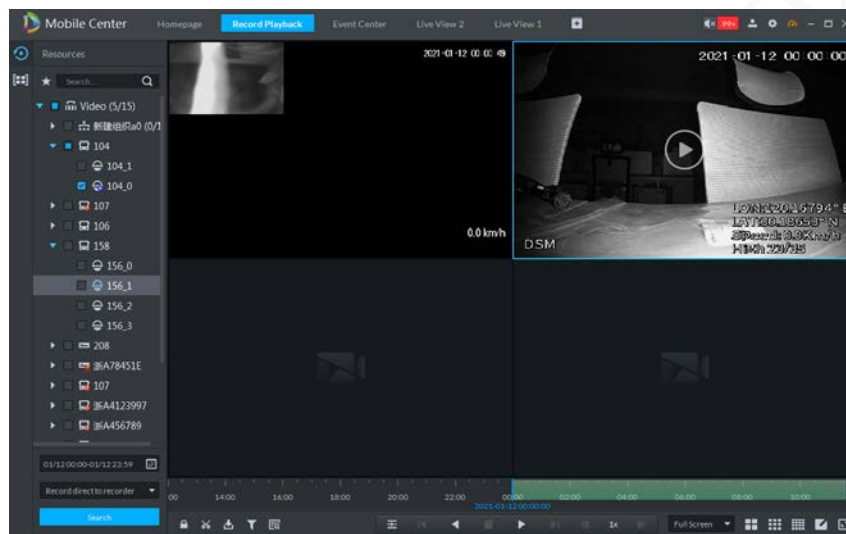 Mobile Center
Homepage
Record Playback
Event Center
Live View 2
Live View 1
99+
Resources
Search...
Video (5/15)
新建组织a0 (0/1
104
104_1
104_0
107
106
158
156_0
156_1
156_2
156_3
208
浙A78451E
107
浙A4123997
浙A456789
01/12 00:00-01/12 23:59
Record direct to recorder
Search
2021-01-12 00:00:49
0.0 km/h
2021-01-12 00:00:00
DSM
Speed: 0.0Km/h
00
14:00
16:00
18:00
20:00
22:00
00:00
02:00
04:00
06:00
08:00
10:00
2021-01-12 00:00:00
1x
Full Screen